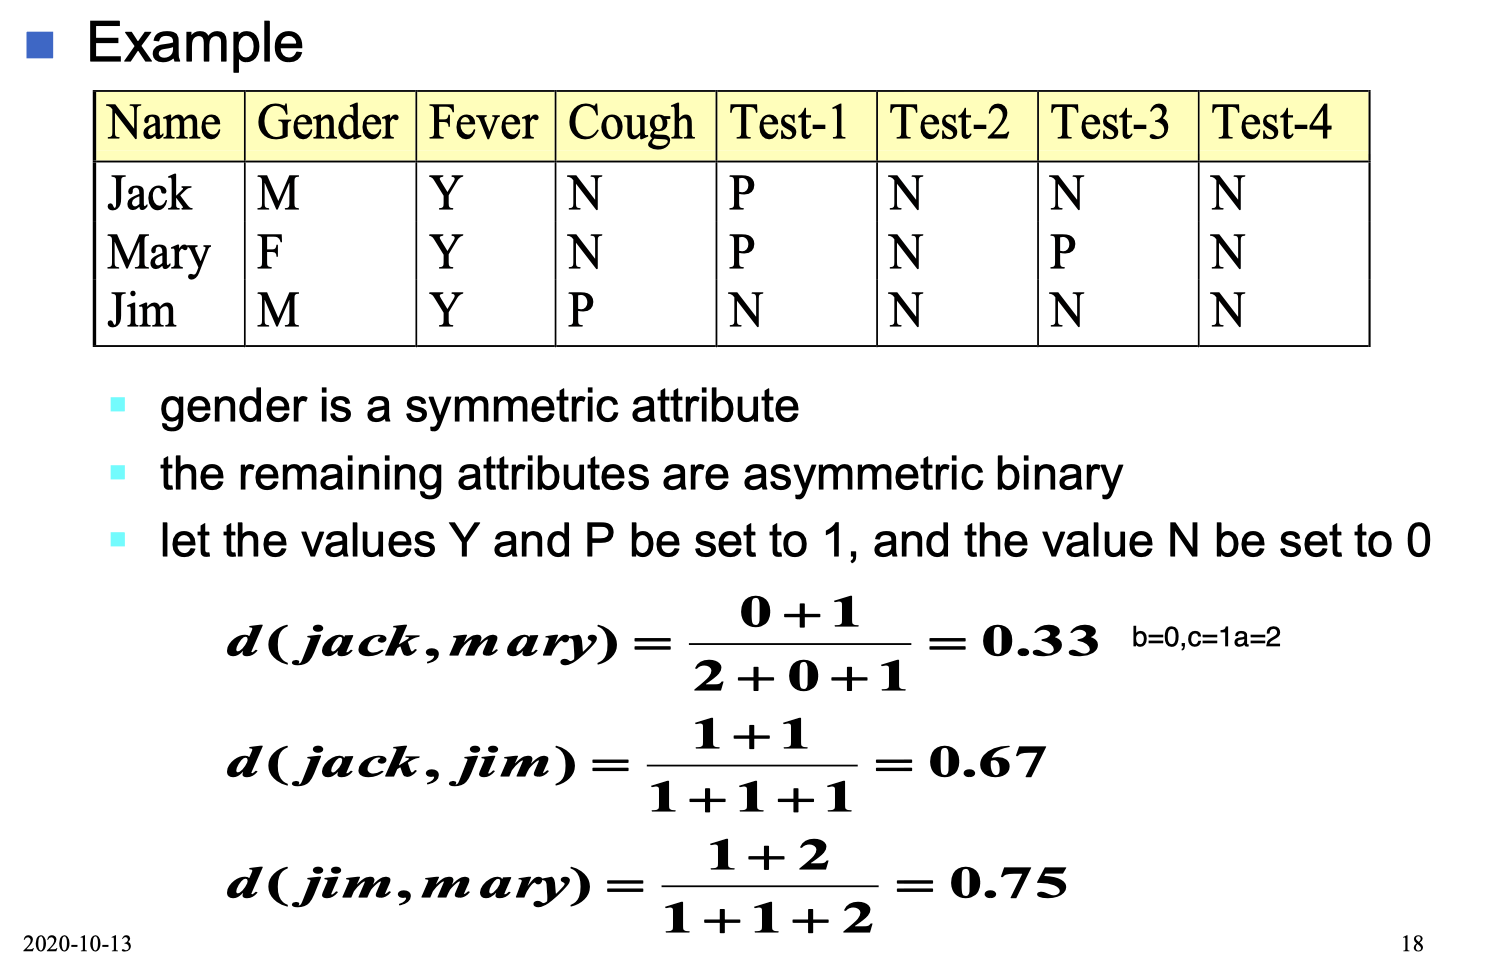 Example
Name Gender Fever Cough Test-1 Test-2 Test-3 Test-4
Jack M Y N P N N N
Mary F Y N P N P N
Jim M Y P N N N N
gender is a symmetric attribute
the remaining attributes are asymmetric binary
let the values Y and P be set to 1, and the value N be set to 0
d(jack,mary) = (0+1)/(2+0+1) = 0.33 b=0,c=1a=2
d(jack,jim) = (1+1)/(1+1+1) = 0.67
d(jim,mary) = (1+2)/(1+1+2) = 0.75
2020-10-13 18